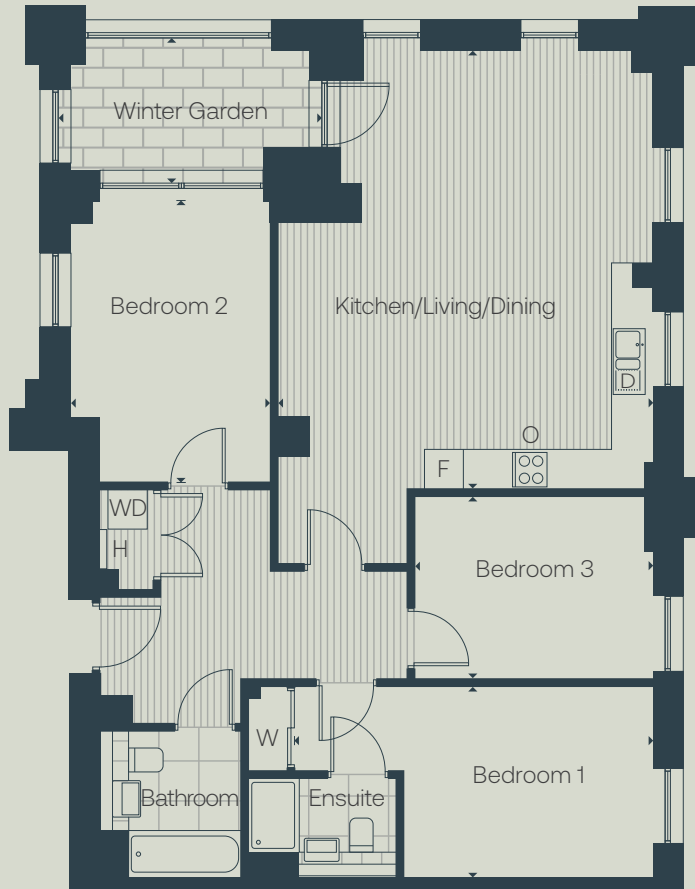 Winter Garden
Bedroom 2
Kitchen/Living/Dining
D
O
F
WD
H
Bedroom 3
W
Bedroom 1
Bathroom
Ensuite